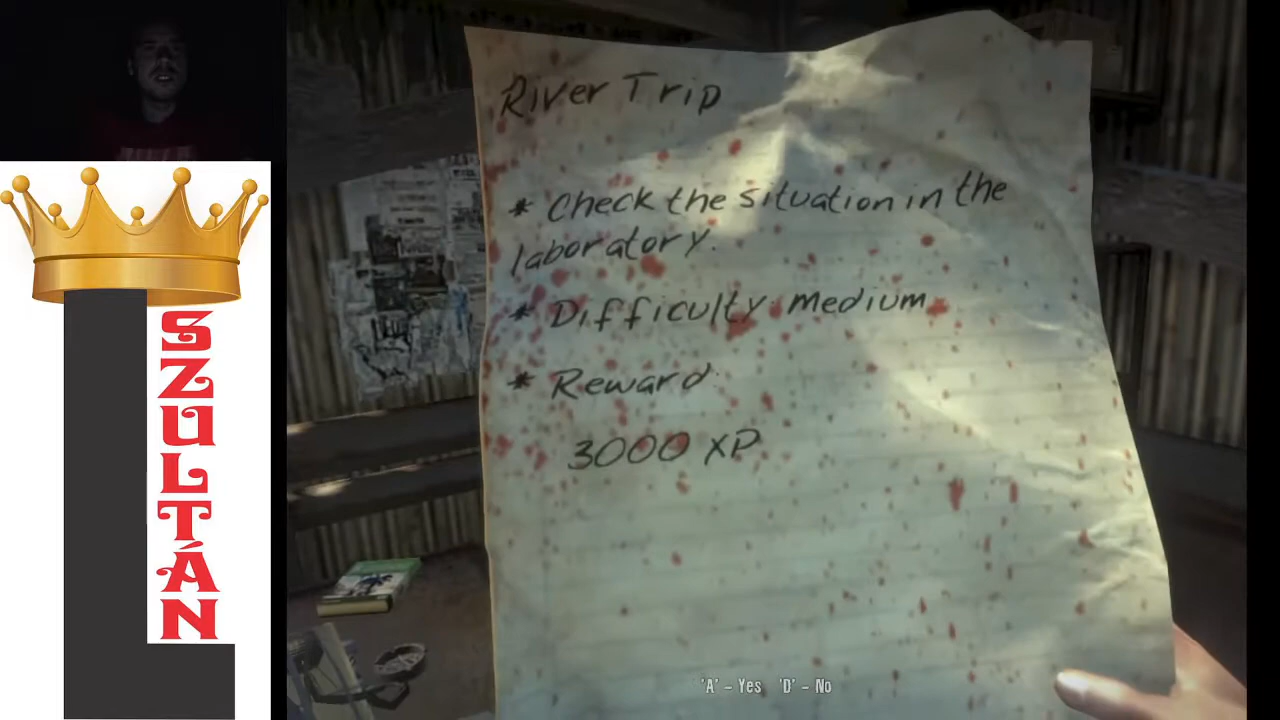 River Trip
* Check the situation in the
laboratory.
* Difficulty: medium
* Reward
3000 XP
'A' - Yes 'D' - No
L
SZULTÁN